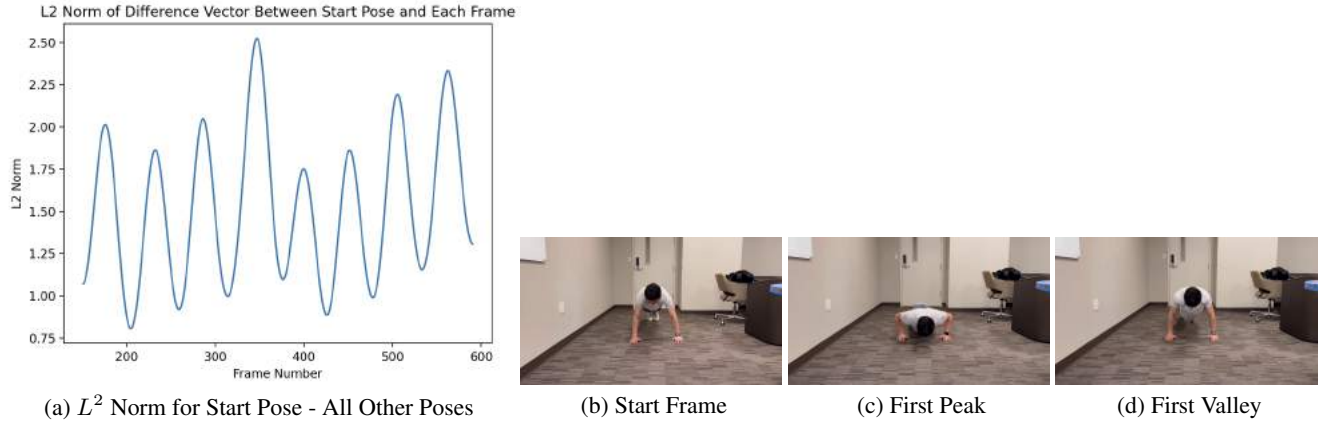 L2 Norm of Difference Vector Between Start Pose and Each Frame
2.50
2.25
2.00
1.75
1.50
1.25
1.00
0.75
L2 Norm
200
300
400
500
600
Frame Number
(a) L² Norm for Start Pose - All Other Poses
(b) Start Frame
(c) First Peak
(d) First Valley